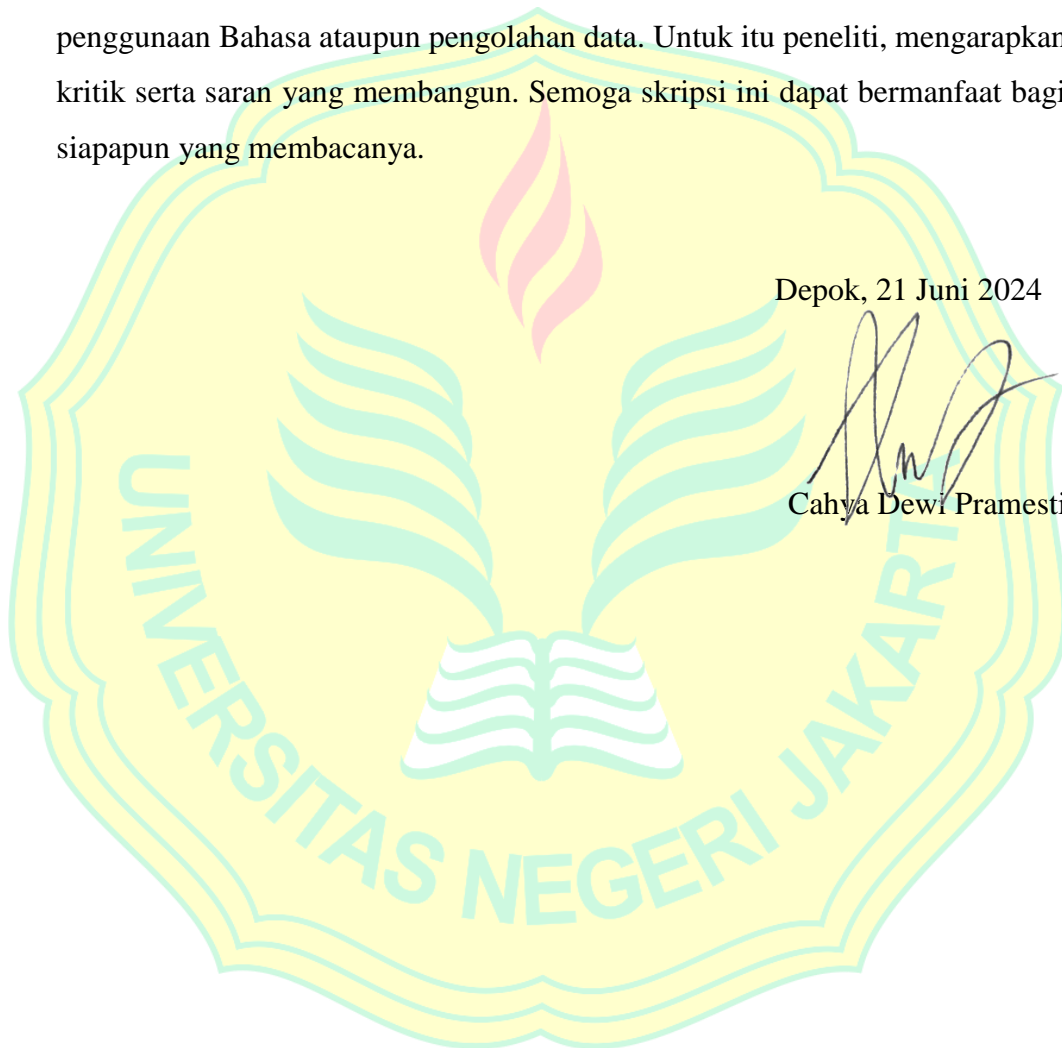 penggunaan Bahasa ataupun pengolahan data. Untuk itu peneliti, mengarapkan
kritik serta saran yang membangun. Semoga skripsi ini dapat bermanfaat bagi
siapapun yang membacanya.
Depok, 21 Juni 2024
Cahya Dewi Pramesti
UNIVERSITAS NEGERI JAKARTA